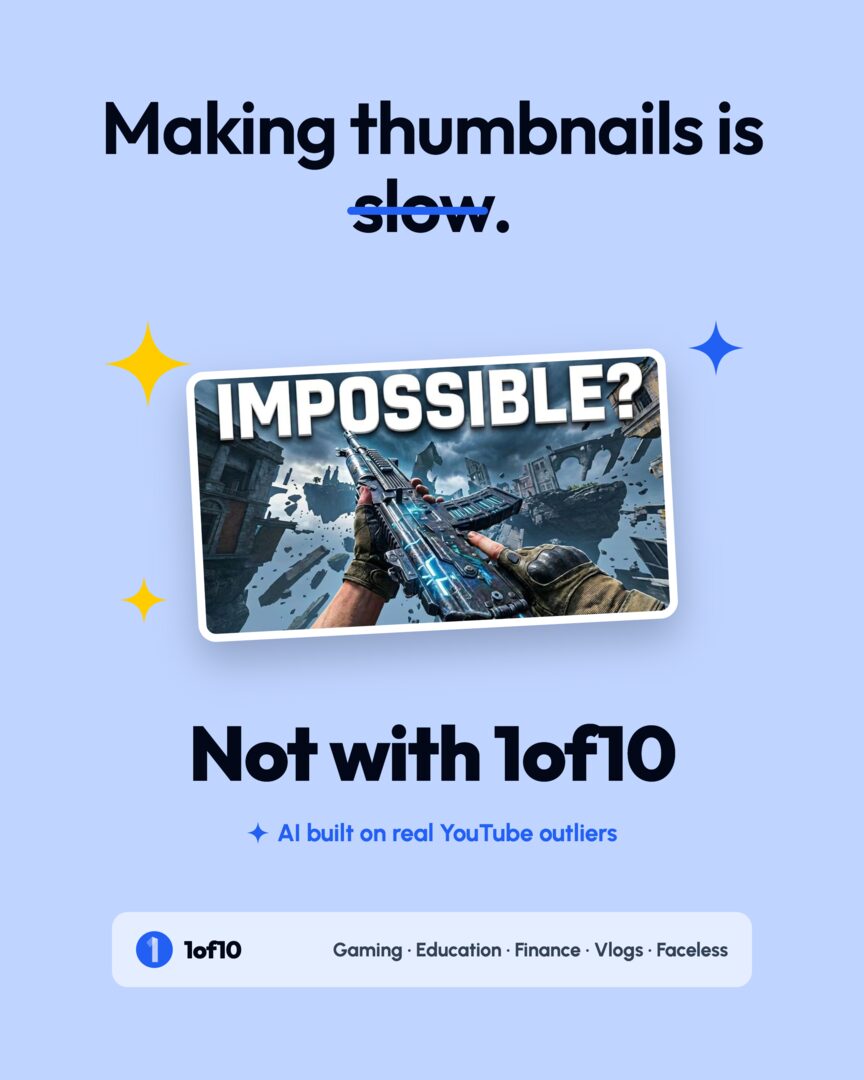 Making thumbnails is
slow.
IMPOSSIBLE?
Not with 1of10
AI built on real YouTube outliers
1
1of10
Gaming · Education · Finance · Vlogs · Faceless